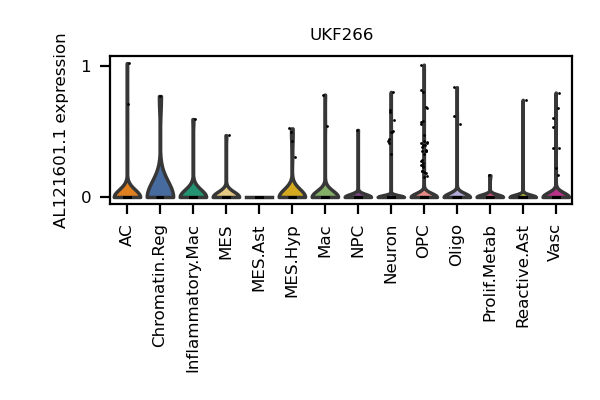 UKF266
AL121601.1 expression
1
0
AC
Chromatin.Reg
Inflammatory.Mac
MES
MES.Ast
MES.Hyp
Mac
NPC
Neuron
OPC
Oligo
Prolif.Metab
Reactive.Ast
Vasc